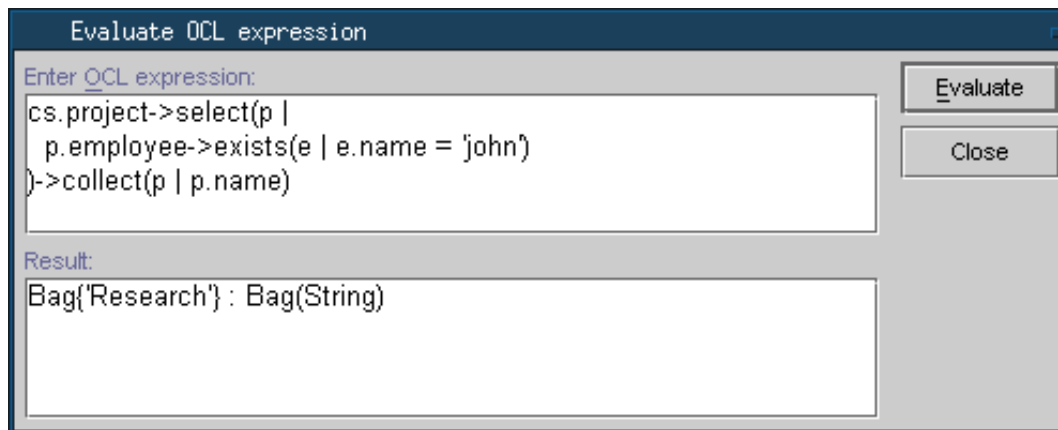 Evaluate OCL expression
Enter OCL expression:
cs.project->select(p |
p.employee->exists(e | e.name = 'john')
)->collect(p | p.name)
Evaluate
Close
Result:
Bag{'Research'} : Bag(String)